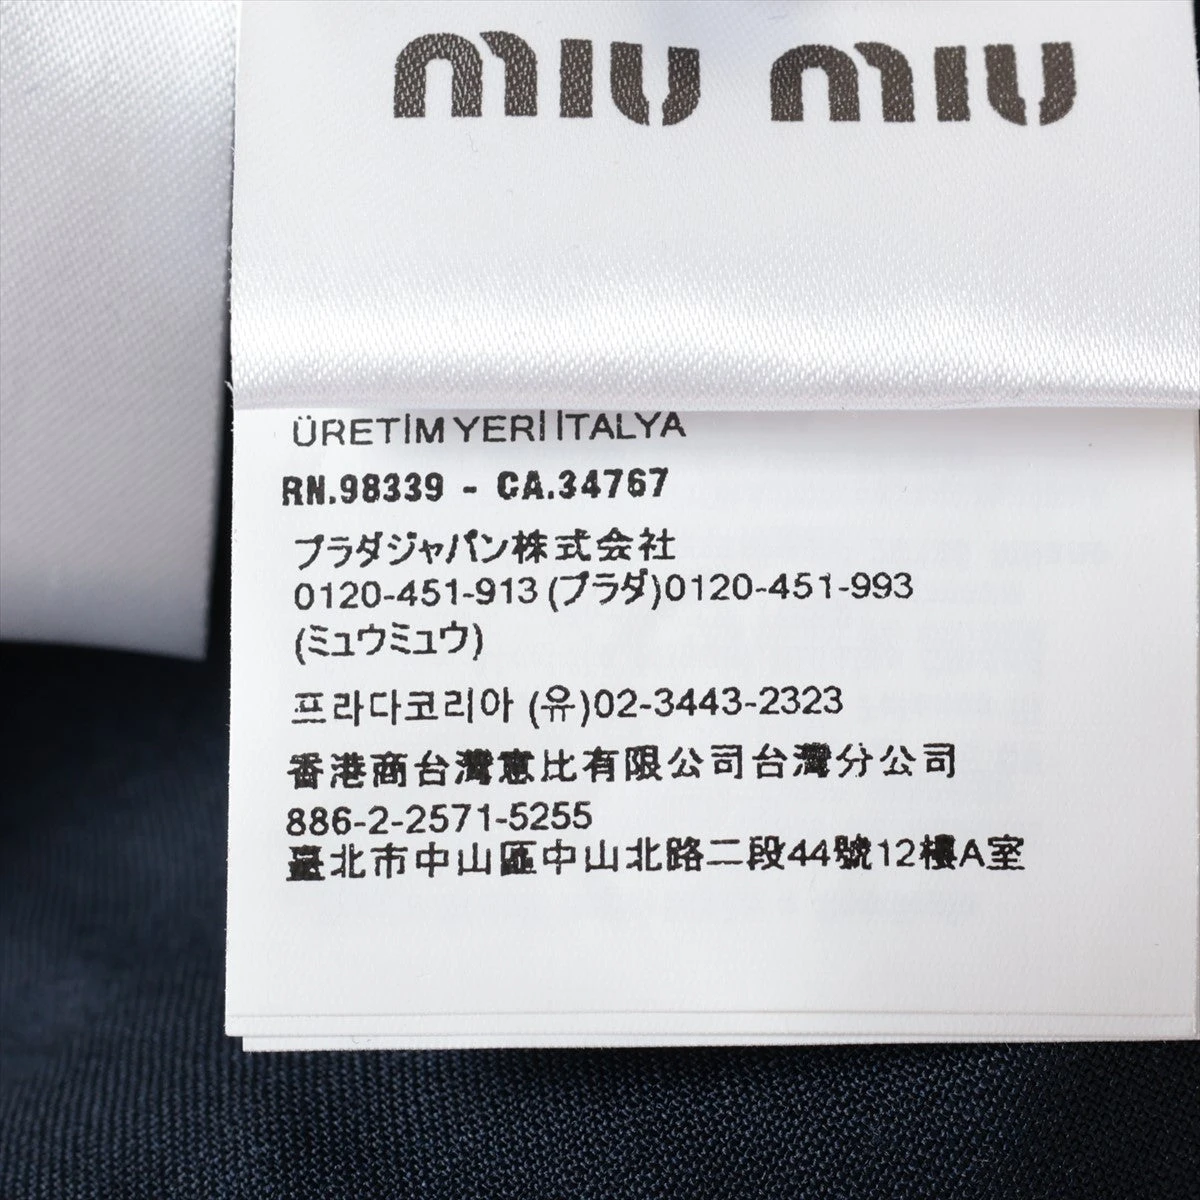 miu miu
ÜRETİM YERİ İTALYA
RN.98339 - CA.34767
プラダジャパン株式会社
0120-451-913 (プラダ)0120-451-993
(ミュウミュウ)
프라다코리아 (유)02-3443-2323
香港商台灣惠比有限公司台灣分公司
886-2-2571-5255
臺北市中山區中山北路二段44號12樓A室